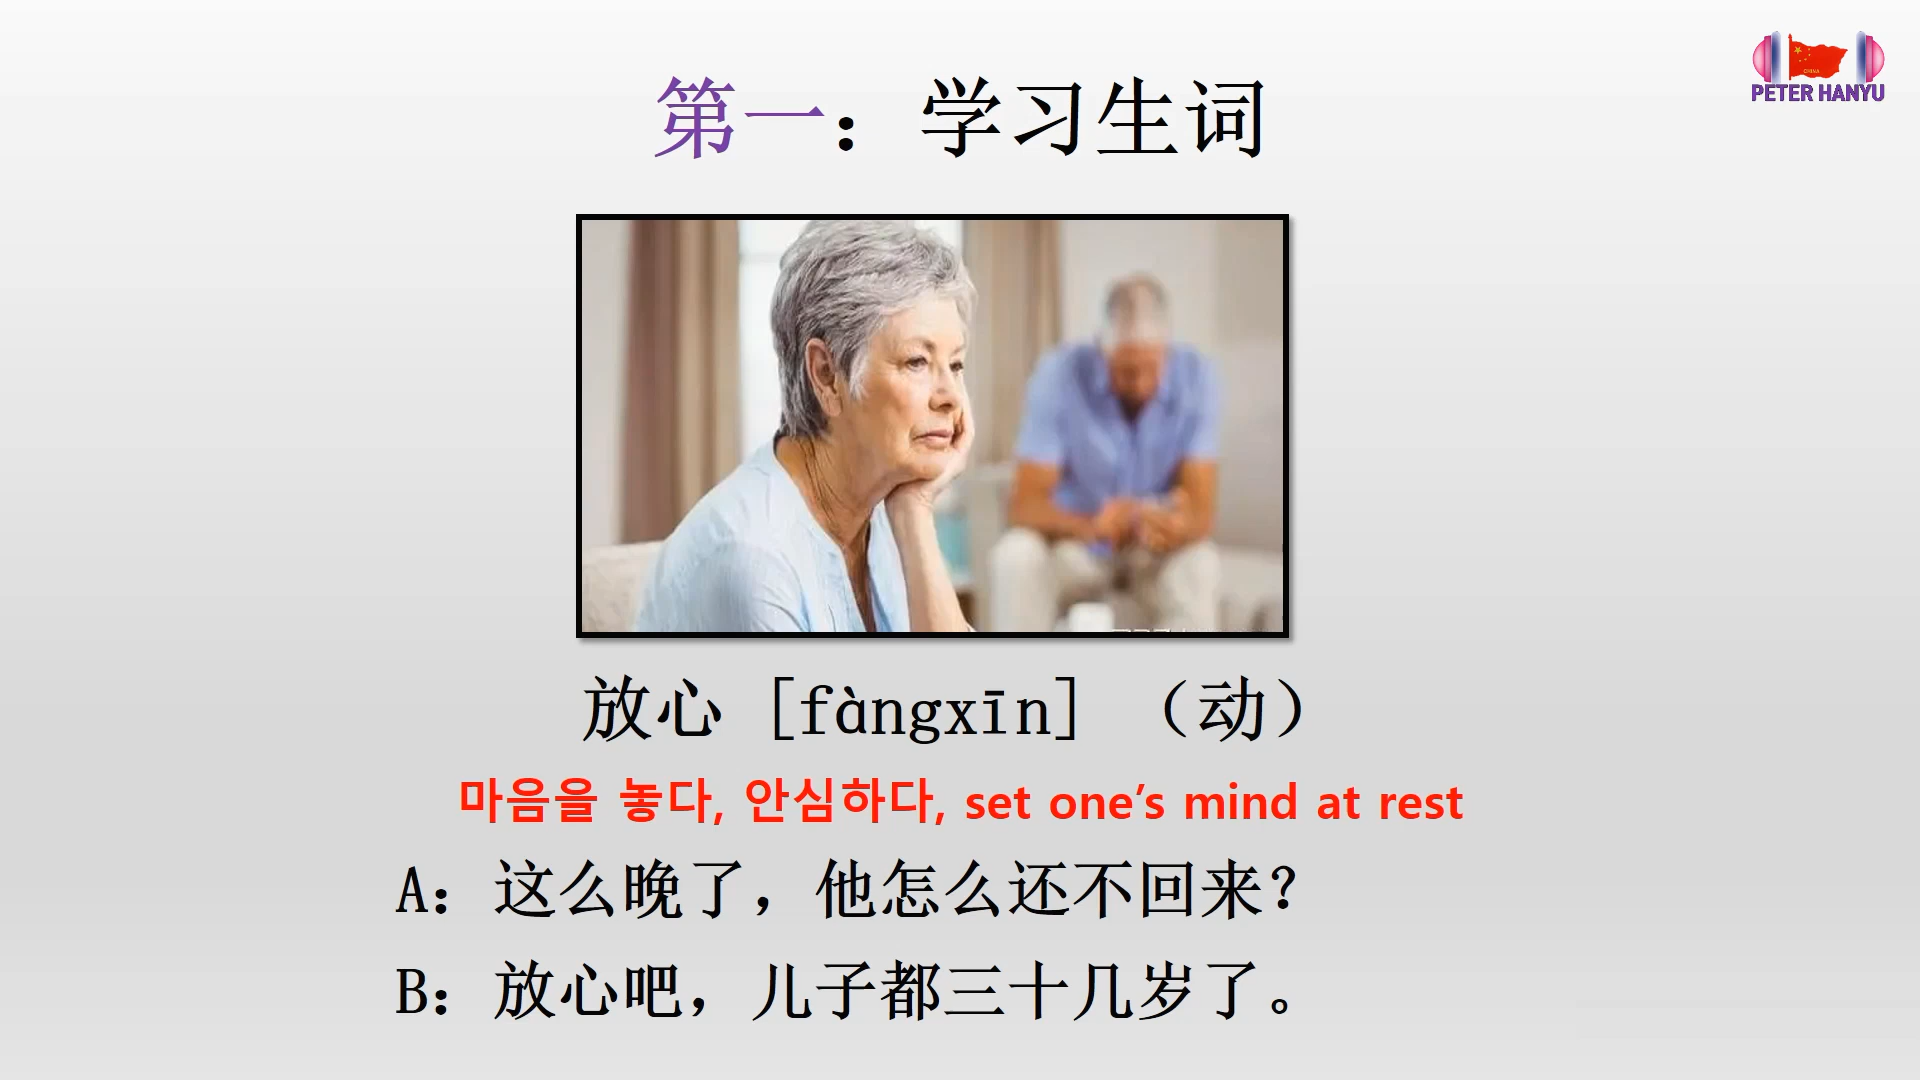 PETER HANYU
第一：学习生词
放心 [fàngxīn] （动）
마음을 놓다, 안심하다, set one’s mind at rest
A：这么晚了，他怎么还不回来？
B：放心吧，儿子都三十几岁了。